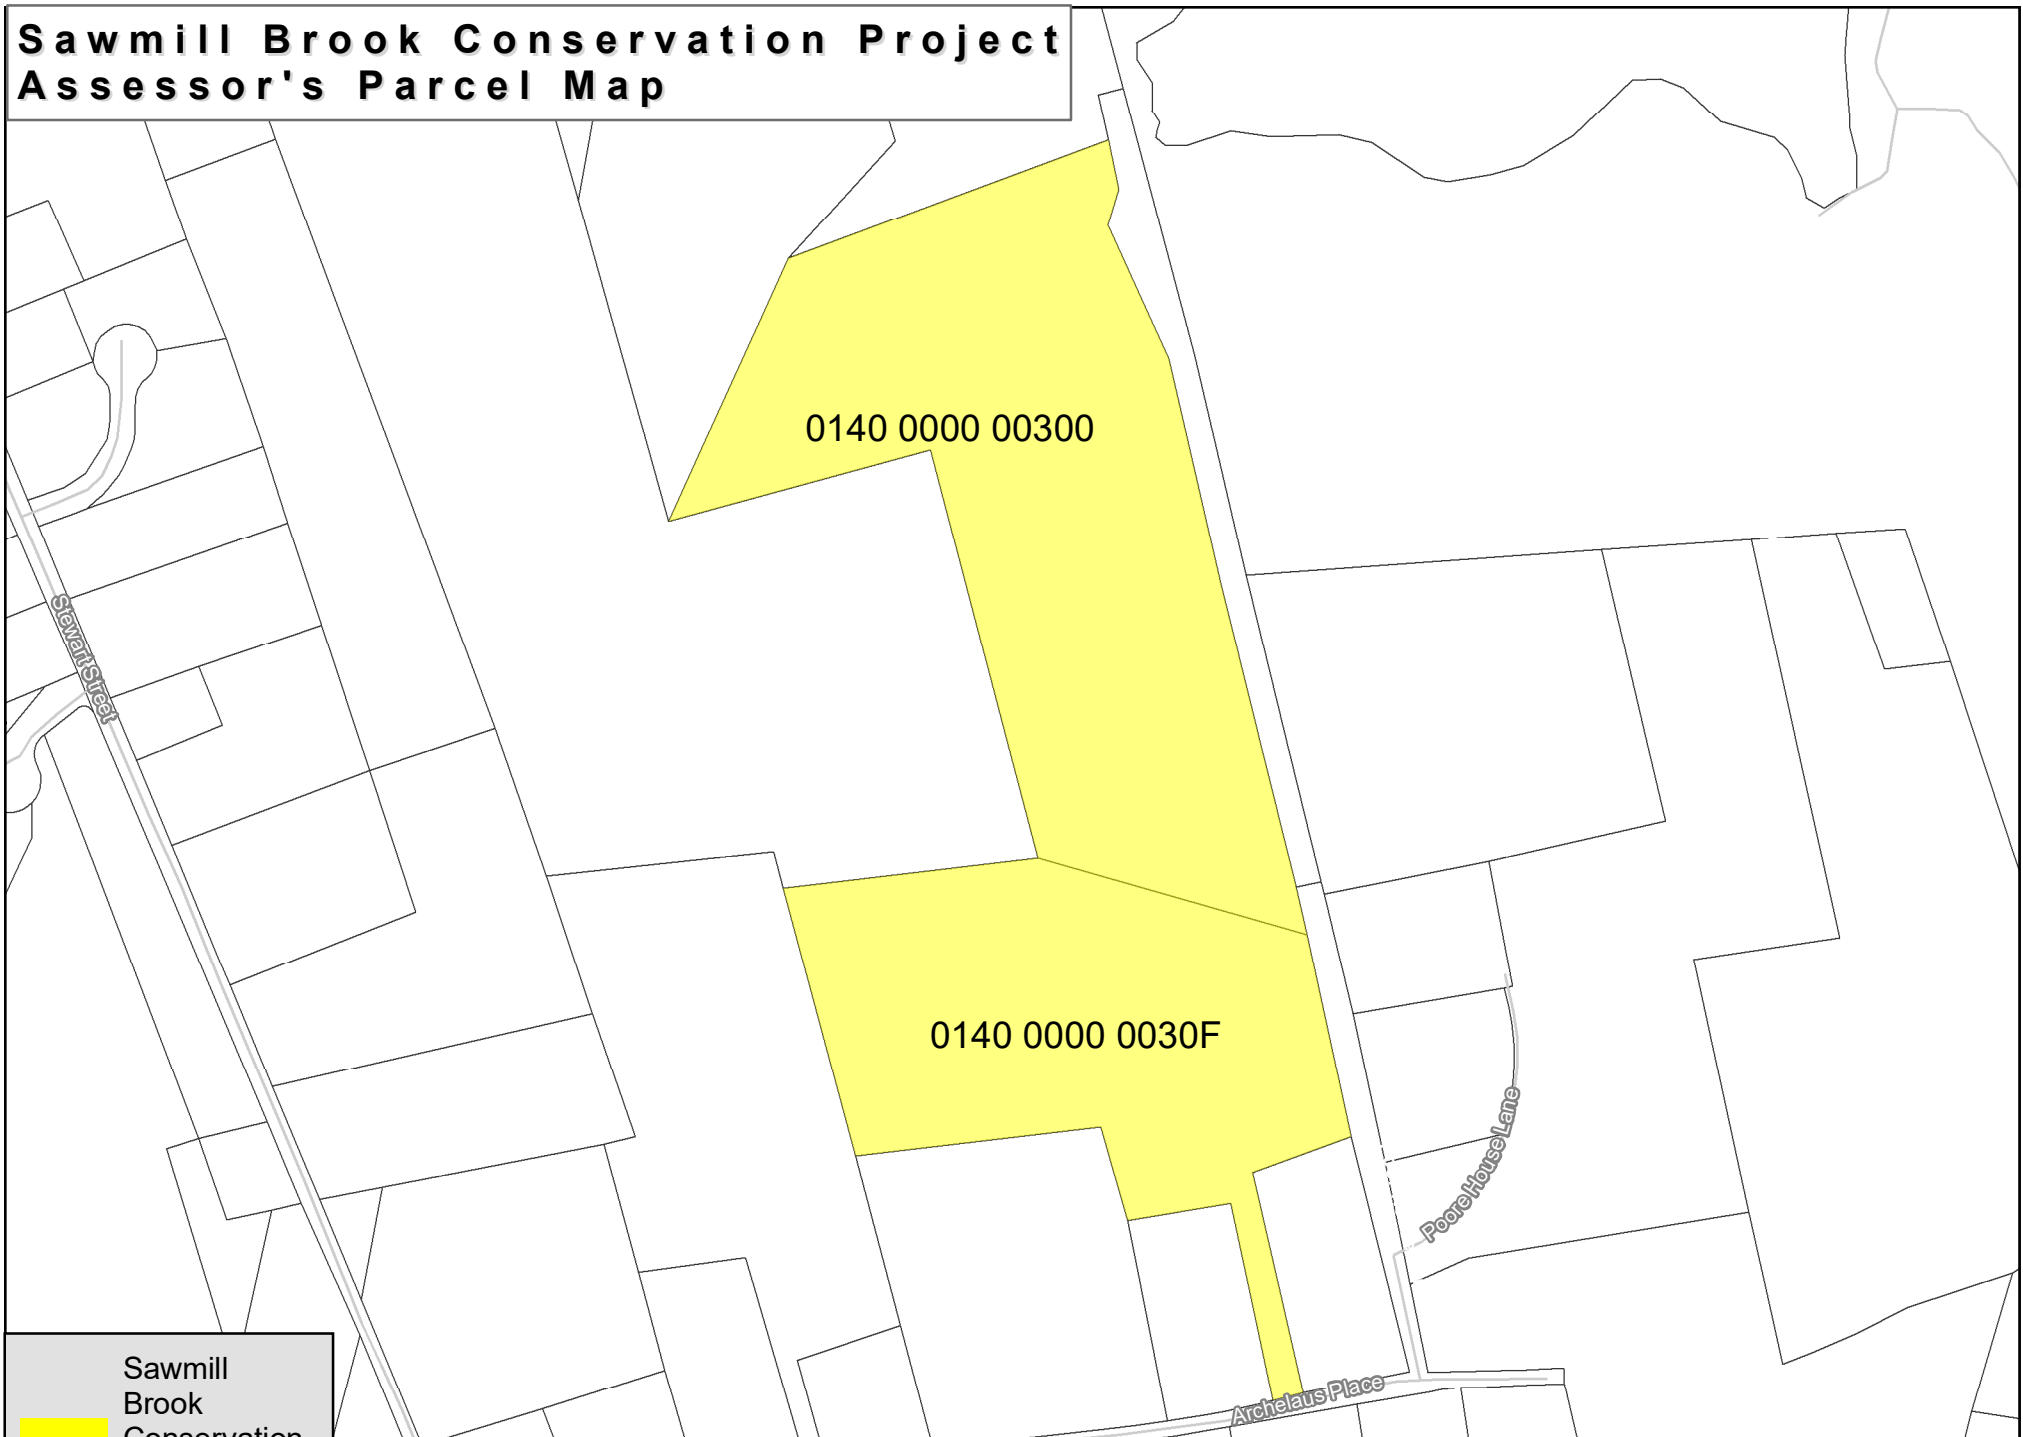 Sawmill Brook Conservation Project
Assessor's Parcel Map
0140 0000 00300
Stewart Street
0140 0000 0030F
Poore House Lane
Archelaus Place
Sawmill
Brook
Conservation